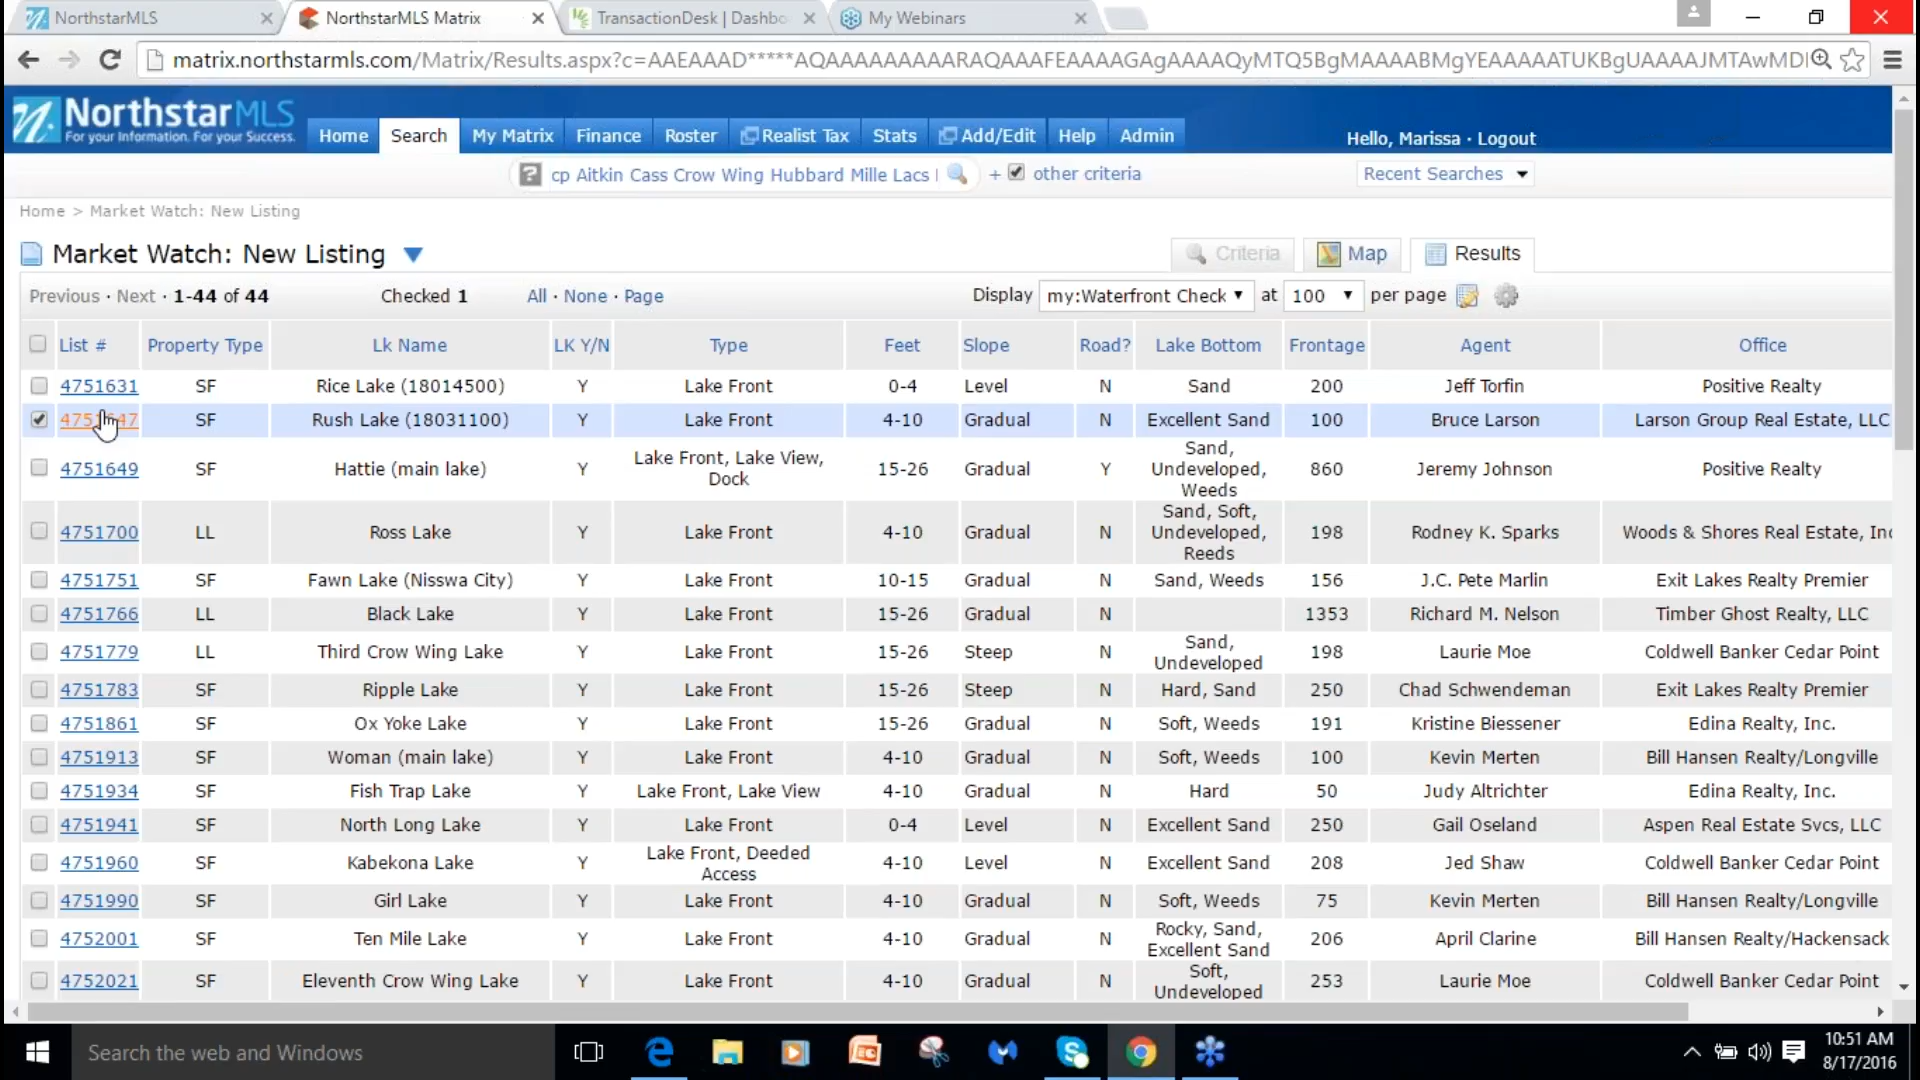 NorthstarMLS
NorthstarMLS Matrix
TransactionDesk | Dashbo
My Webinars
matrix.northstarmls.com/Matrix/Results.aspx?c=AAEAAAD*****AQAAAAAAAAARAQAAAFEAAAAGAgAAAAQyMTQ5BgMAAAABMgYEAAAAATUKBgUAAAAJMTAwMDI
NorthstarMLS
For your Information. For your Success.
Home Search My Matrix Finance Roster Realist Tax Stats Add/Edit Help Admin
Hello, Marissa · Logout
cp Aitkin Cass Crow Wing Hubbard Mille Lacs
+ other criteria
Recent Searches
Home > Market Watch: New Listing
Market Watch: New Listing
Criteria Map Results
Previous · Next · 1-44 of 44 Checked 1 All · None · Page Display my:Waterfront Check at 100 per page
List # Property Type Lk Name LK Y/N Type Feet Slope Road? Lake Bottom Frontage Agent Office
4751631 SF Rice Lake (18014500) Y Lake Front 0-4 Level N Sand 200 Jeff Torfin Positive Realty
4751647 SF Rush Lake (18031100) Y Lake Front 4-10 Gradual N Excellent Sand 100 Bruce Larson Larson Group Real Estate, LLC
4751649 SF Hattie (main lake) Y Lake Front, Lake View, Dock 15-26 Gradual Y Sand, Undeveloped, Weeds 860 Jeremy Johnson Positive Realty
4751700 LL Ross Lake Y Lake Front 4-10 Gradual N Sand, Soft, Undeveloped, Reeds 198 Rodney K. Sparks Woods & Shores Real Estate, Inc
4751751 SF Fawn Lake (Nisswa City) Y Lake Front 10-15 Gradual N Sand, Weeds 156 J.C. Pete Marlin Exit Lakes Realty Premier
4751766 LL Black Lake Y Lake Front 15-26 Gradual N 1353 Richard M. Nelson Timber Ghost Realty, LLC
4751779 LL Third Crow Wing Lake Y Lake Front 15-26 Steep N Sand, Undeveloped 198 Laurie Moe Coldwell Banker Cedar Point
4751783 SF Ripple Lake Y Lake Front 15-26 Steep N Hard, Sand 250 Chad Schwendeman Exit Lakes Realty Premier
4751861 SF Ox Yoke Lake Y Lake Front 15-26 Gradual N Soft, Weeds 191 Kristine Biessener Edina Realty, Inc.
4751913 SF Woman (main lake) Y Lake Front 4-10 Gradual N Soft, Weeds 100 Kevin Merten Bill Hansen Realty/Longville
4751934 SF Fish Trap Lake Y Lake Front, Lake View 4-10 Gradual N Hard 50 Judy Altrichter Edina Realty, Inc.
4751941 SF North Long Lake Y Lake Front 0-4 Level N Excellent Sand 250 Gail Oseland Aspen Real Estate Svcs, LLC
4751960 SF Kabekona Lake Y Lake Front, Deeded Access 4-10 Level N Excellent Sand 208 Jed Shaw Coldwell Banker Cedar Point
4751990 SF Girl Lake Y Lake Front 4-10 Gradual N Soft, Weeds 75 Kevin Merten Bill Hansen Realty/Longville
4752001 SF Ten Mile Lake Y Lake Front 4-10 Gradual N Rocky, Sand, Excellent Sand 206 April Clarine Bill Hansen Realty/Hackensack
4752021 SF Eleventh Crow Wing Lake Y Lake Front 4-10 Gradual N Soft, Undeveloped 253 Laurie Moe Coldwell Banker Cedar Point
Search the web and Windows
10:51 AM
8/17/2016